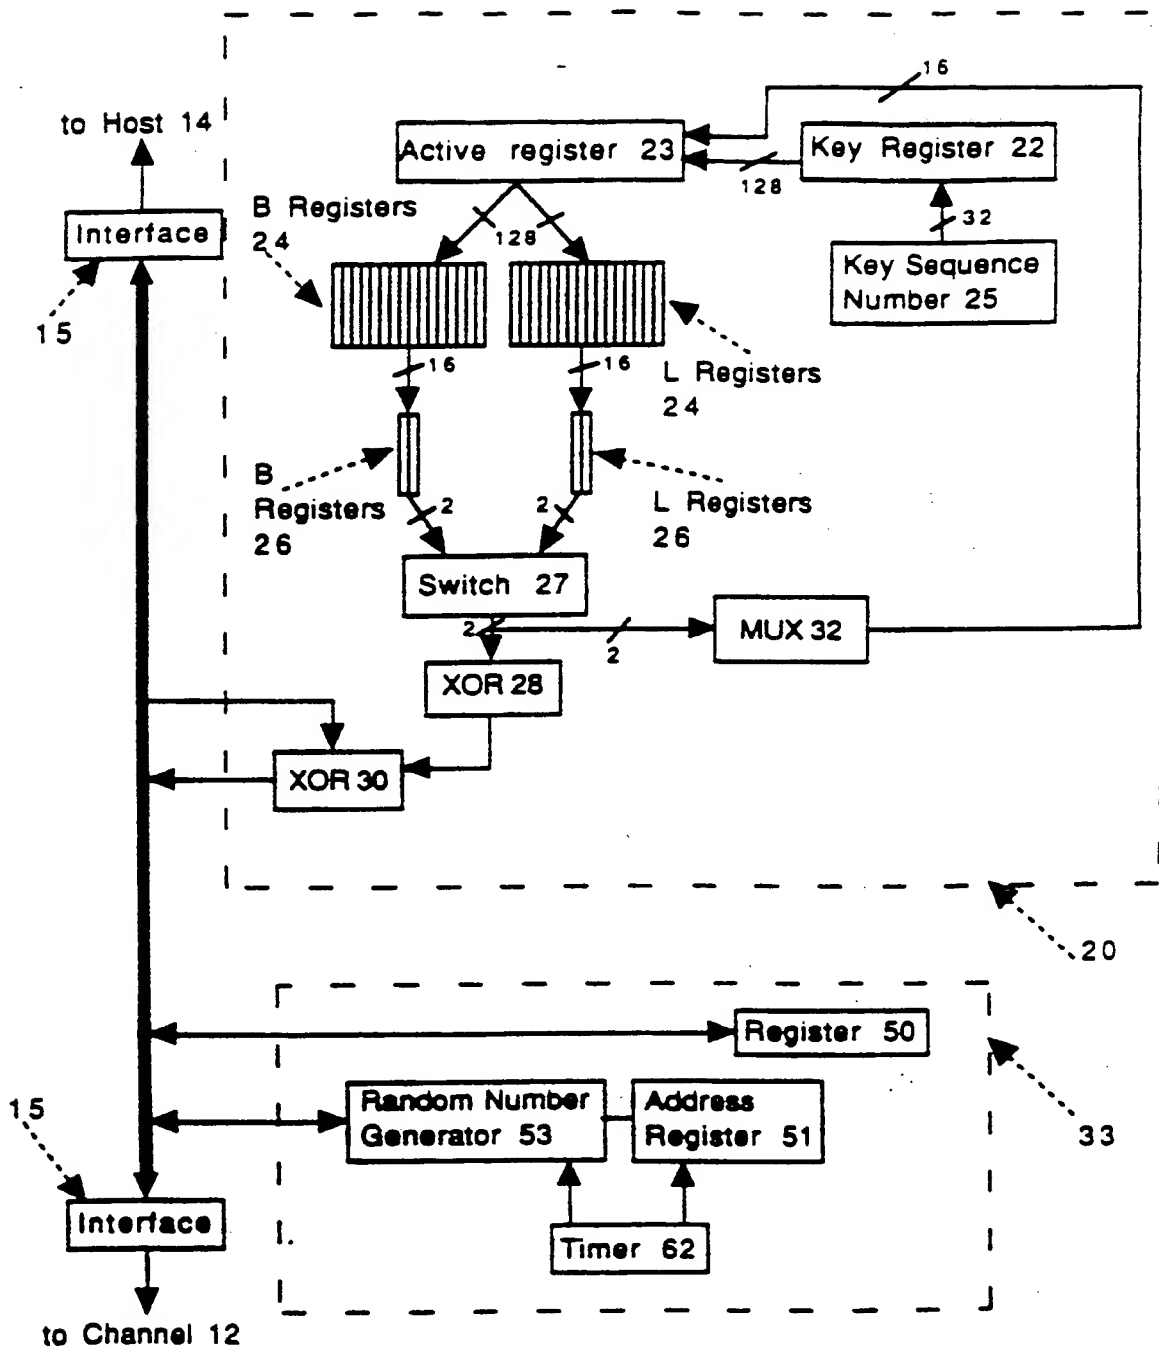 16
to Host 14
Active register 23
Key Register 22
128
B Registers
24
128
32
Interface
Key Sequence
Number 25
15
16
16
L Registers
24
B
Registers
26
2
2
L Registers
26
Switch 27
2
2
MUX 32
XOR 28
XOR 30
20
Register 50
15
Random Number
Generator 53
Address
Register 51
33
Interface
Timer 62
to Channel 12